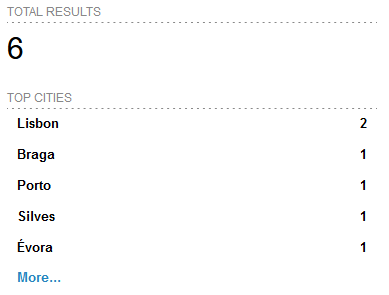 TOTAL RESULTS
6
TOP CITIES
Lisbon 2
Braga 1
Porto 1
Silves 1
Évora 1
More...